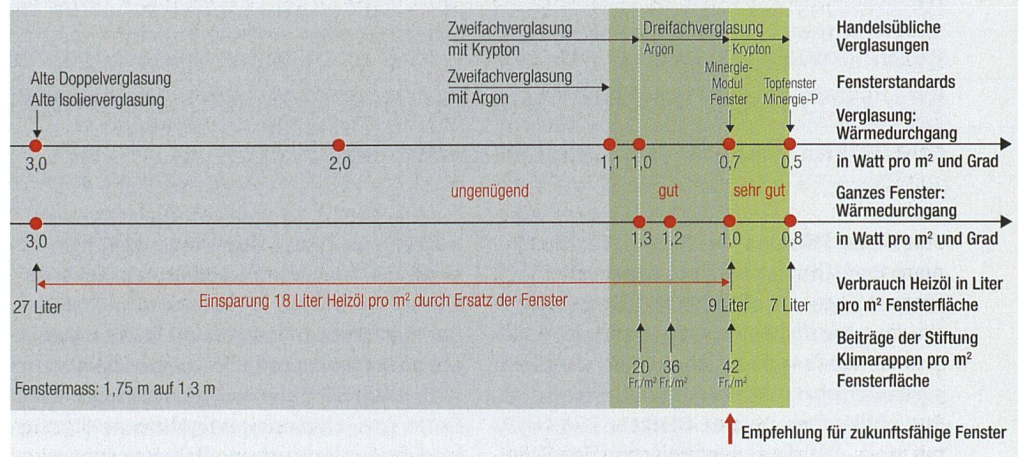 Zweifachverglasung
mit Krypton
Dreifachverglasung
Argon
Krypton
Handelsübliche
Verglasungen
Alte Doppelverglasung
Alte Isolierverglasung
Zweifachverglasung
mit Argon
Minergie-
Modul
Fenster
Topfenster
Minergie-P
Fensterstandards
Verglasung:
Wärmedurchgang
in Watt pro m² und Grad
3,0
2,0
1,1
1,0
0,7
0,5
ungenügend
gut
sehr gut
Ganzes Fenster:
Wärmedurchgang
in Watt pro m² und Grad
3,0
1,3
1,2
1,0
0,8
27 Liter
Einsparung 18 Liter Heizöl pro m² durch Ersatz der Fenster
9 Liter
7 Liter
Verbrauch Heizöl in Liter
pro m² Fensterfläche
20
Fr./m²
36
Fr./m²
42
Fr./m²
Beiträge der Stiftung
Klimarappen pro m²
Fensterfläche
Fenstermass: 1,75 m auf 1,3 m
Empfehlung für zukunftsfähige Fenster